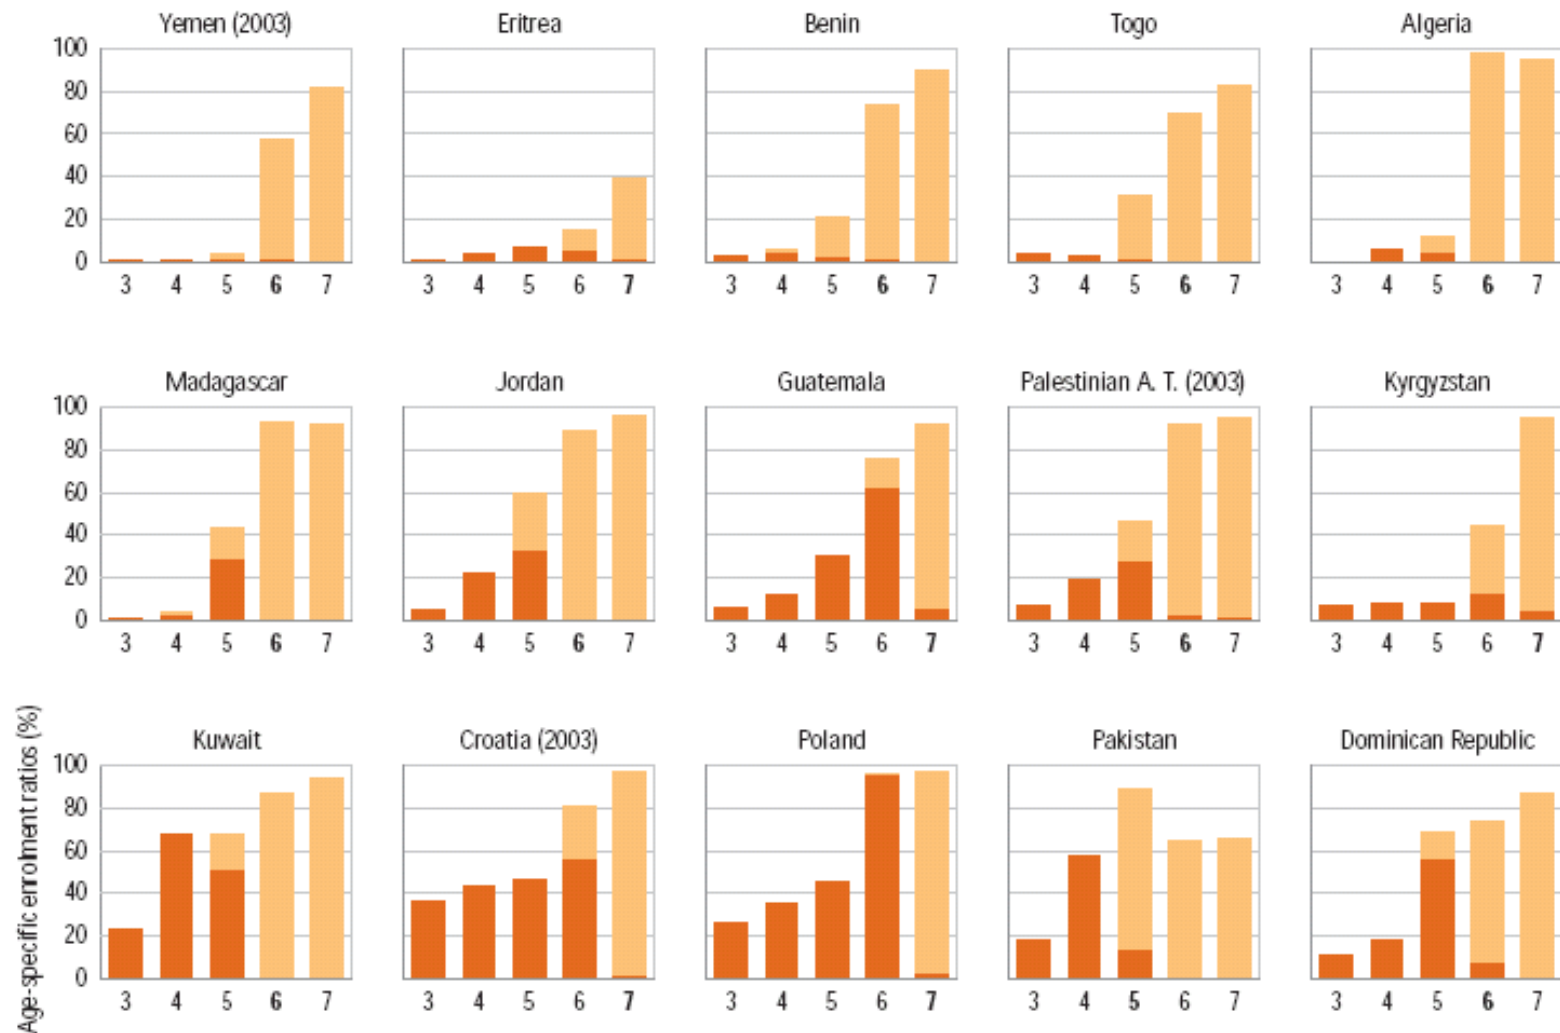 Yemen (2003) Eritrea Benin Togo Algeria
100
80
60
40
20
0
3 4 5 6 7 3 4 5 6 7 3 4 5 6 7 3 4 5 6 7 3 4 5 6 7
Madagascar Jordan Guatemala Palestinian A. T. (2003) Kyrgyzstan
100
80
60
40
20
0
3 4 5 6 7 3 4 5 6 7 3 4 5 6 7 3 4 5 6 7 3 4 5 6 7
Age-specific enrolment ratios (%)
Kuwait Croatia (2003) Poland Pakistan Dominican Republic
100
80
60
40
20
0
3 4 5 6 7 3 4 5 6 7 3 4 5 6 7 3 4 5 6 7 3 4 5 6 7